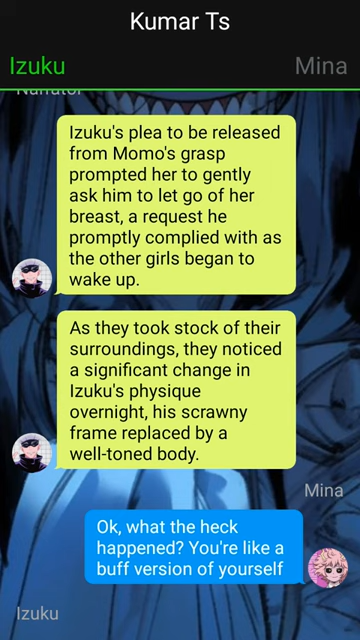 Kumar Ts
Izuku
Mina
Narrator
Izuku's plea to be released
from Momo's grasp
prompted her to gently
ask him to let go of her
breast, a request he
promptly complied with as
the other girls began to
wake up.
As they took stock of their
surroundings, they noticed
a significant change in
Izuku's physique
overnight, his scrawny
frame replaced by a
well-toned body.
Mina
Ok, what the heck
happened? You're like a
buff version of yourself
Izuku